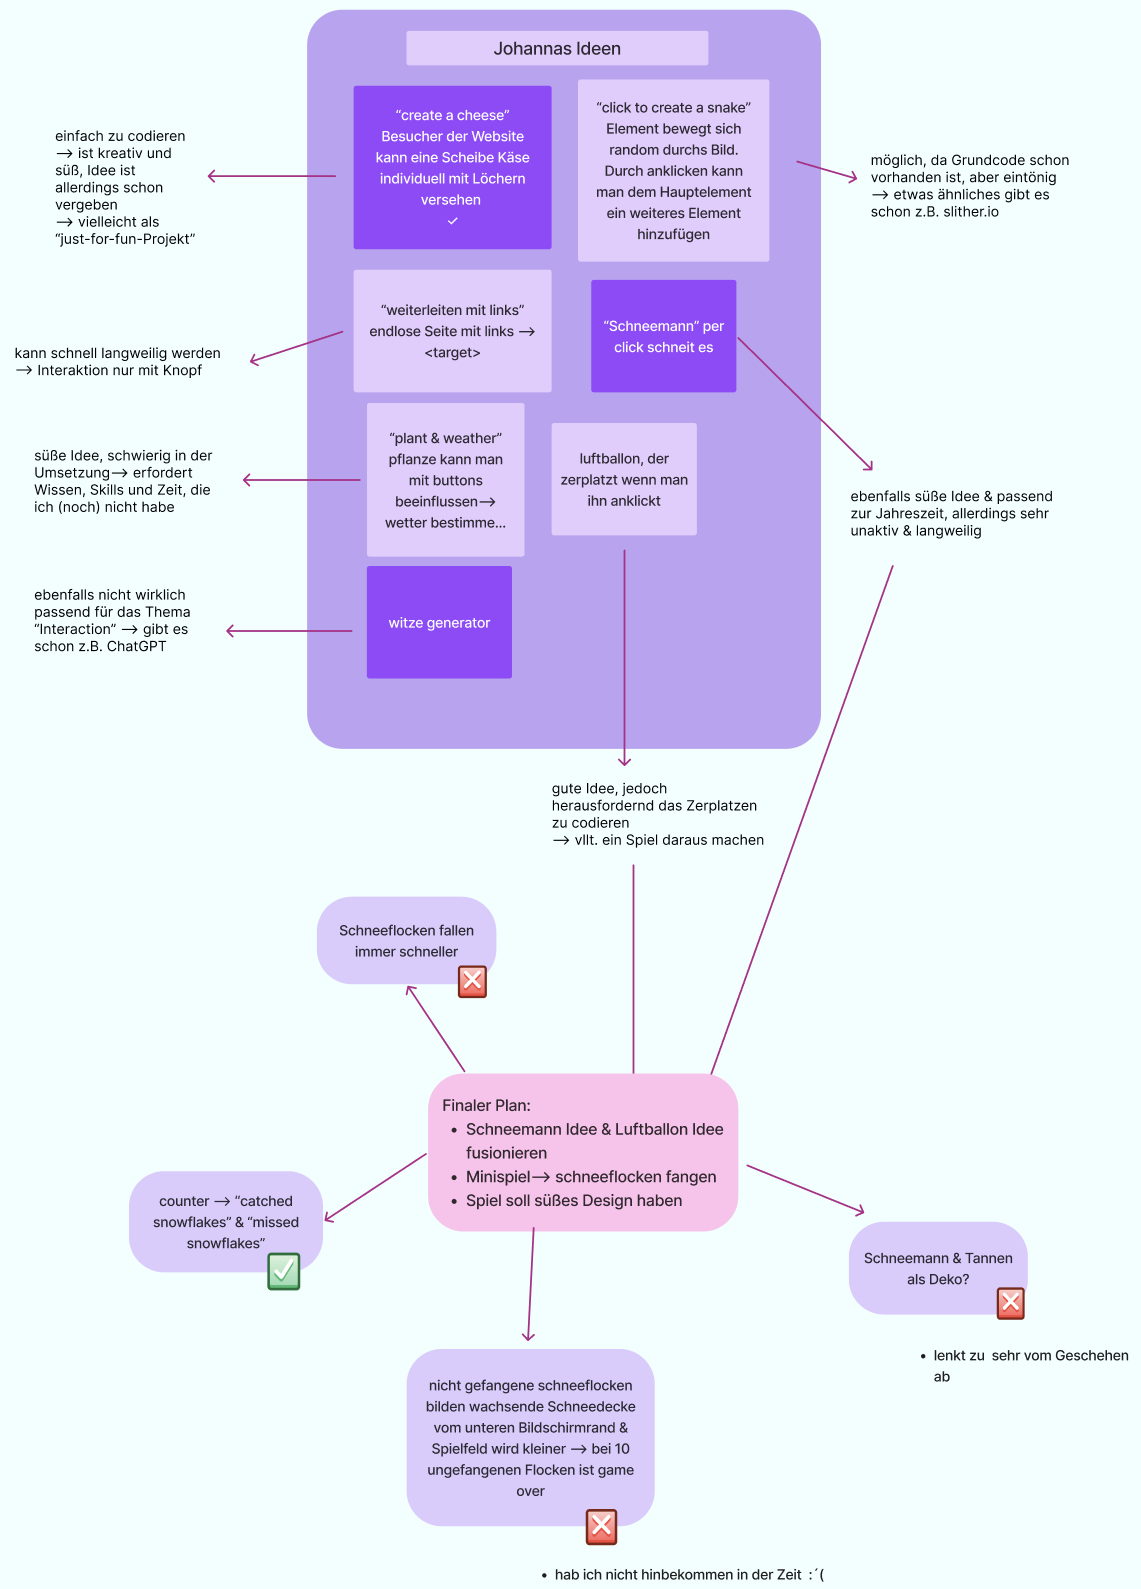 Johannas Ideen
“create a cheese”
Besucher der Website
kann eine Scheibe Käse
individuell mit Löchern
versehen
✓
“click to create a snake”
Element bewegt sich
random durchs Bild.
Durch anklicken kann
man dem Hauptelement
ein weiteres Element
hinzufügen
einfach zu codieren
--> ist kreativ und
süß, Idee ist
allerdings schon
vergeben
--> vielleicht als
“just-for-fun-Projekt”
möglich, da Grundcode schon
vorhanden ist, aber eintönig
--> etwas ähnliches gibt es
schon z.B. slither.io
“weiterleiten mit links”
endlose Seite mit links -->
<target>
“Schneemann” per
click schneit es
kann schnell langweilig werden
--> Interaktion nur mit Knopf
“plant & weather”
pflanze kann man
mit buttons
beeinflussen-->
wetter bestimme...
luftballon, der
zerplatzt wenn man
ihn anklickt
süße Idee, schwierig in der
Umsetzung--> erfordert
Wissen, Skills und Zeit, die
ich (noch) nicht habe
ebenfalls süße Idee & passend
zur Jahreszeit, allerdings sehr
unaktiv & langweilig
witze generator
ebenfalls nicht wirklich
passend für das Thema
“Interaction” --> gibt es
schon z.B. ChatGPT
gute Idee, jedoch
herausfordernd das Zerplatzen
zu codieren
--> vllt. ein Spiel daraus machen
Schneeflocken fallen
immer schneller
Finaler Plan:
• Schneemann Idee & Luftballon Idee
fusionieren
• Minispiel--> schneeflocken fangen
• Spiel soll süßes Design haben
counter --> “catched
snowflakes” & “missed
snowflakes”
Schneemann & Tannen
als Deko?
• lenkt zu  sehr vom Geschehen
ab
nicht gefangene schneeflocken
bilden wachsende Schneedecke
vom unteren Bildschirmrand &
Spielfeld wird kleiner --> bei 10
ungefangenen Flocken ist game
over
• hab ich nicht hinbekommen in der Zeit  :´(